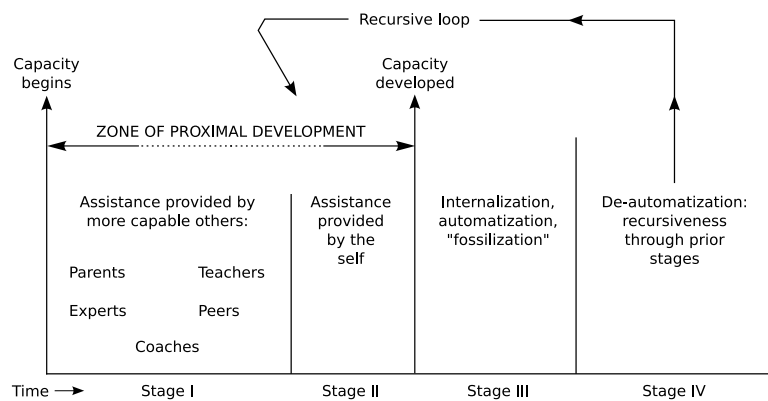 Recursive loop
Capacity
begins
Capacity
developed
ZONE OF PROXIMAL DEVELOPMENT
Assistance provided by
more capable others:
Parents
Teachers
Experts
Peers
Coaches
Assistance
provided
by the
self
Internalization,
automatization,
"fossilization"
De-automatization:
recursiveness
through prior
stages
Time
Stage I
Stage II
Stage III
Stage IV